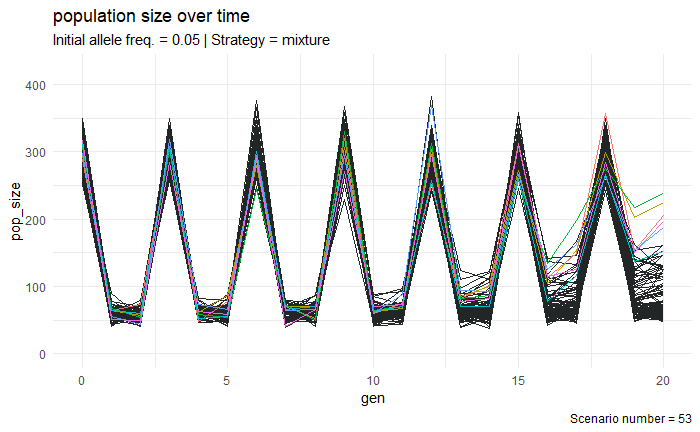 population size over time
Initial allele freq. = 0.05 | Strategy = mixture
400
300
200
100
0
pop_size
0 5 10 15 20
gen
Scenario number = 53